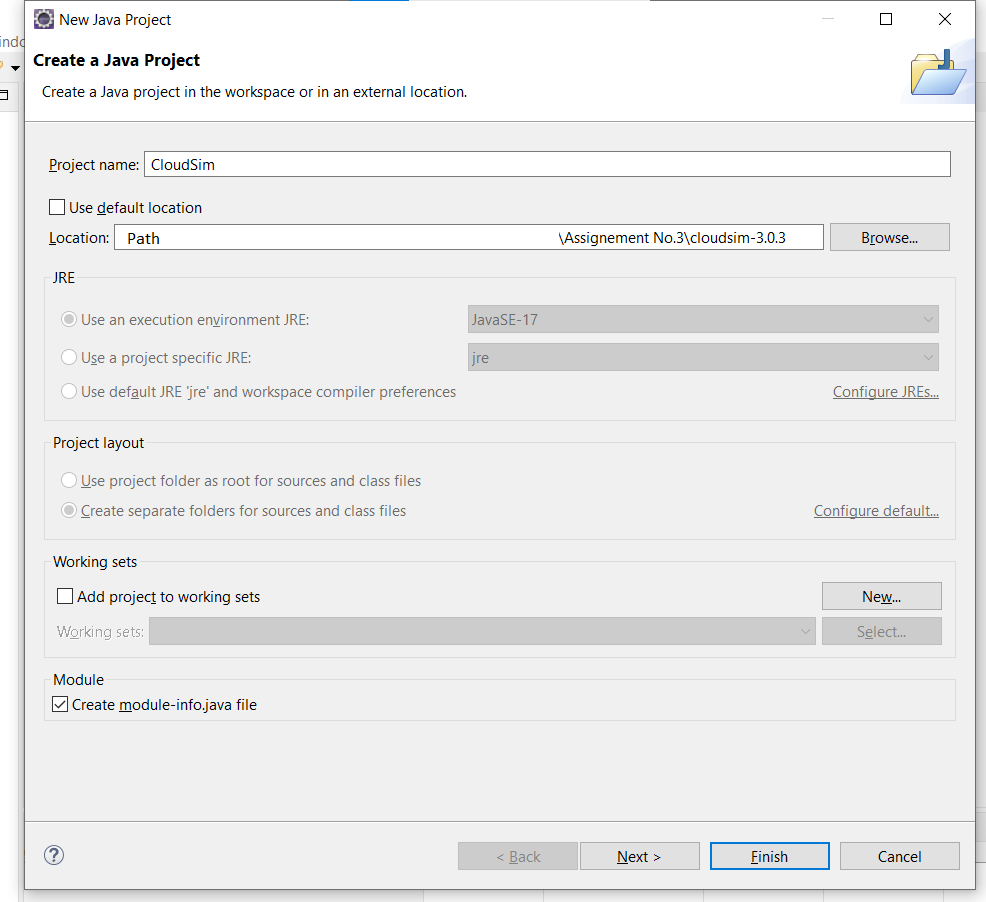 New Java Project
indo
Create a Java Project
Create a Java project in the workspace or in an external location.
Project name: CloudSim
Use default location
Location: Path \Assignement No.3\cloudsim-3.0.3 Browse...
JRE
Use an execution environment JRE: JavaSE-17
Use a project specific JRE: jre
Use default JRE 'jre' and workspace compiler preferences Configure JREs...
Project layout
Use project folder as root for sources and class files
Create separate folders for sources and class files Configure default...
Working sets
Add project to working sets New...
Working sets: Select...
Module
Create module-info.java file
? < Back Next > Finish Cancel